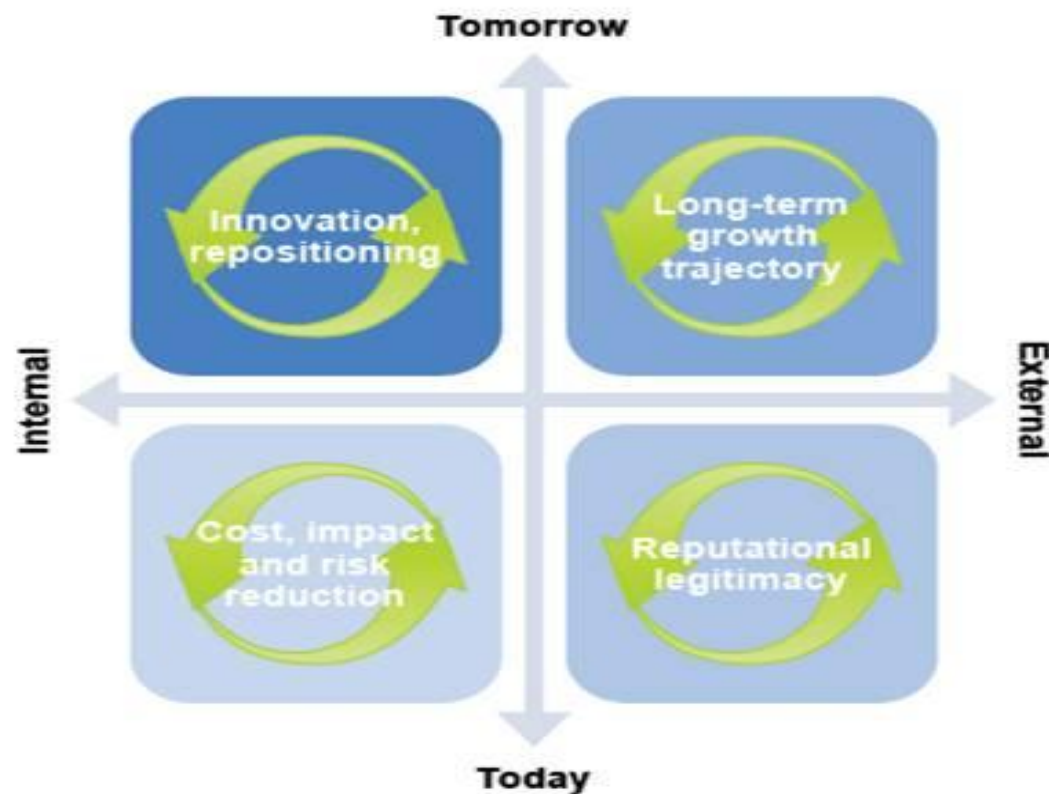 Tomorrow
Innovation,
repositioning
Long-term
growth
trajectory
Internal
External
Cost, impact
and risk
reduction
Reputational
legitimacy
Today